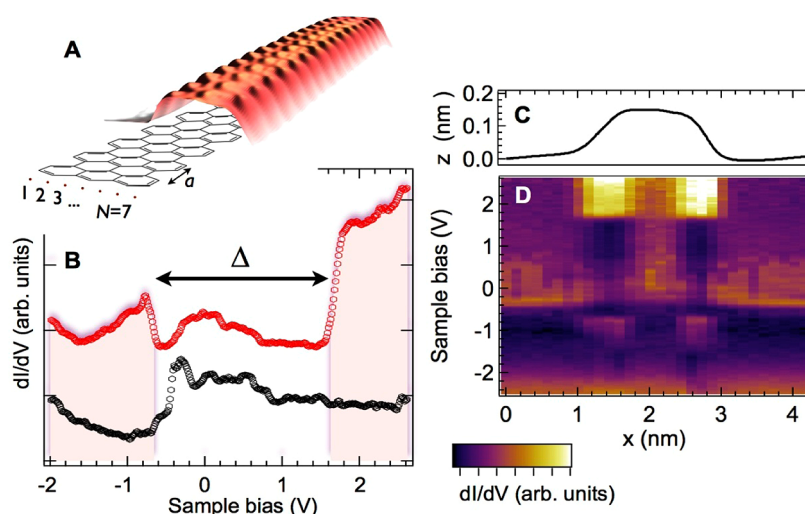 A
1 2 3 ... N=7
a
B
Δ
dI/dV (arb. units)
-2 -1 0 1 2
Sample bias (V)
C
z (nm)
0.2
0.1
0.0
D
Sample bias (V)
2
1
0
-1
-2
0 1 2 3 4
x (nm)
dI/dV (arb. units)